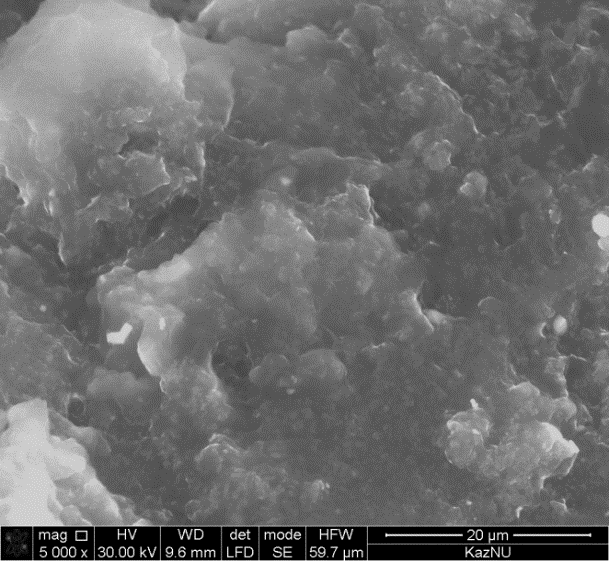 mag HV WD det mode HFW 20 µm
5 000 x 30.00 kV 9.6 mm LFD SE 59.7 µm KazNU